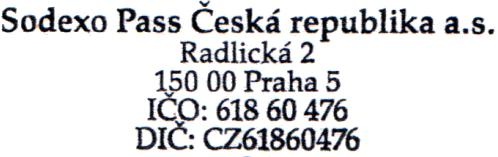 Sodexo Pass Česká republika a.s.
Radlická 2
150 00 Praha 5
IČO: 618 60 476
DIČ: CZ61860476